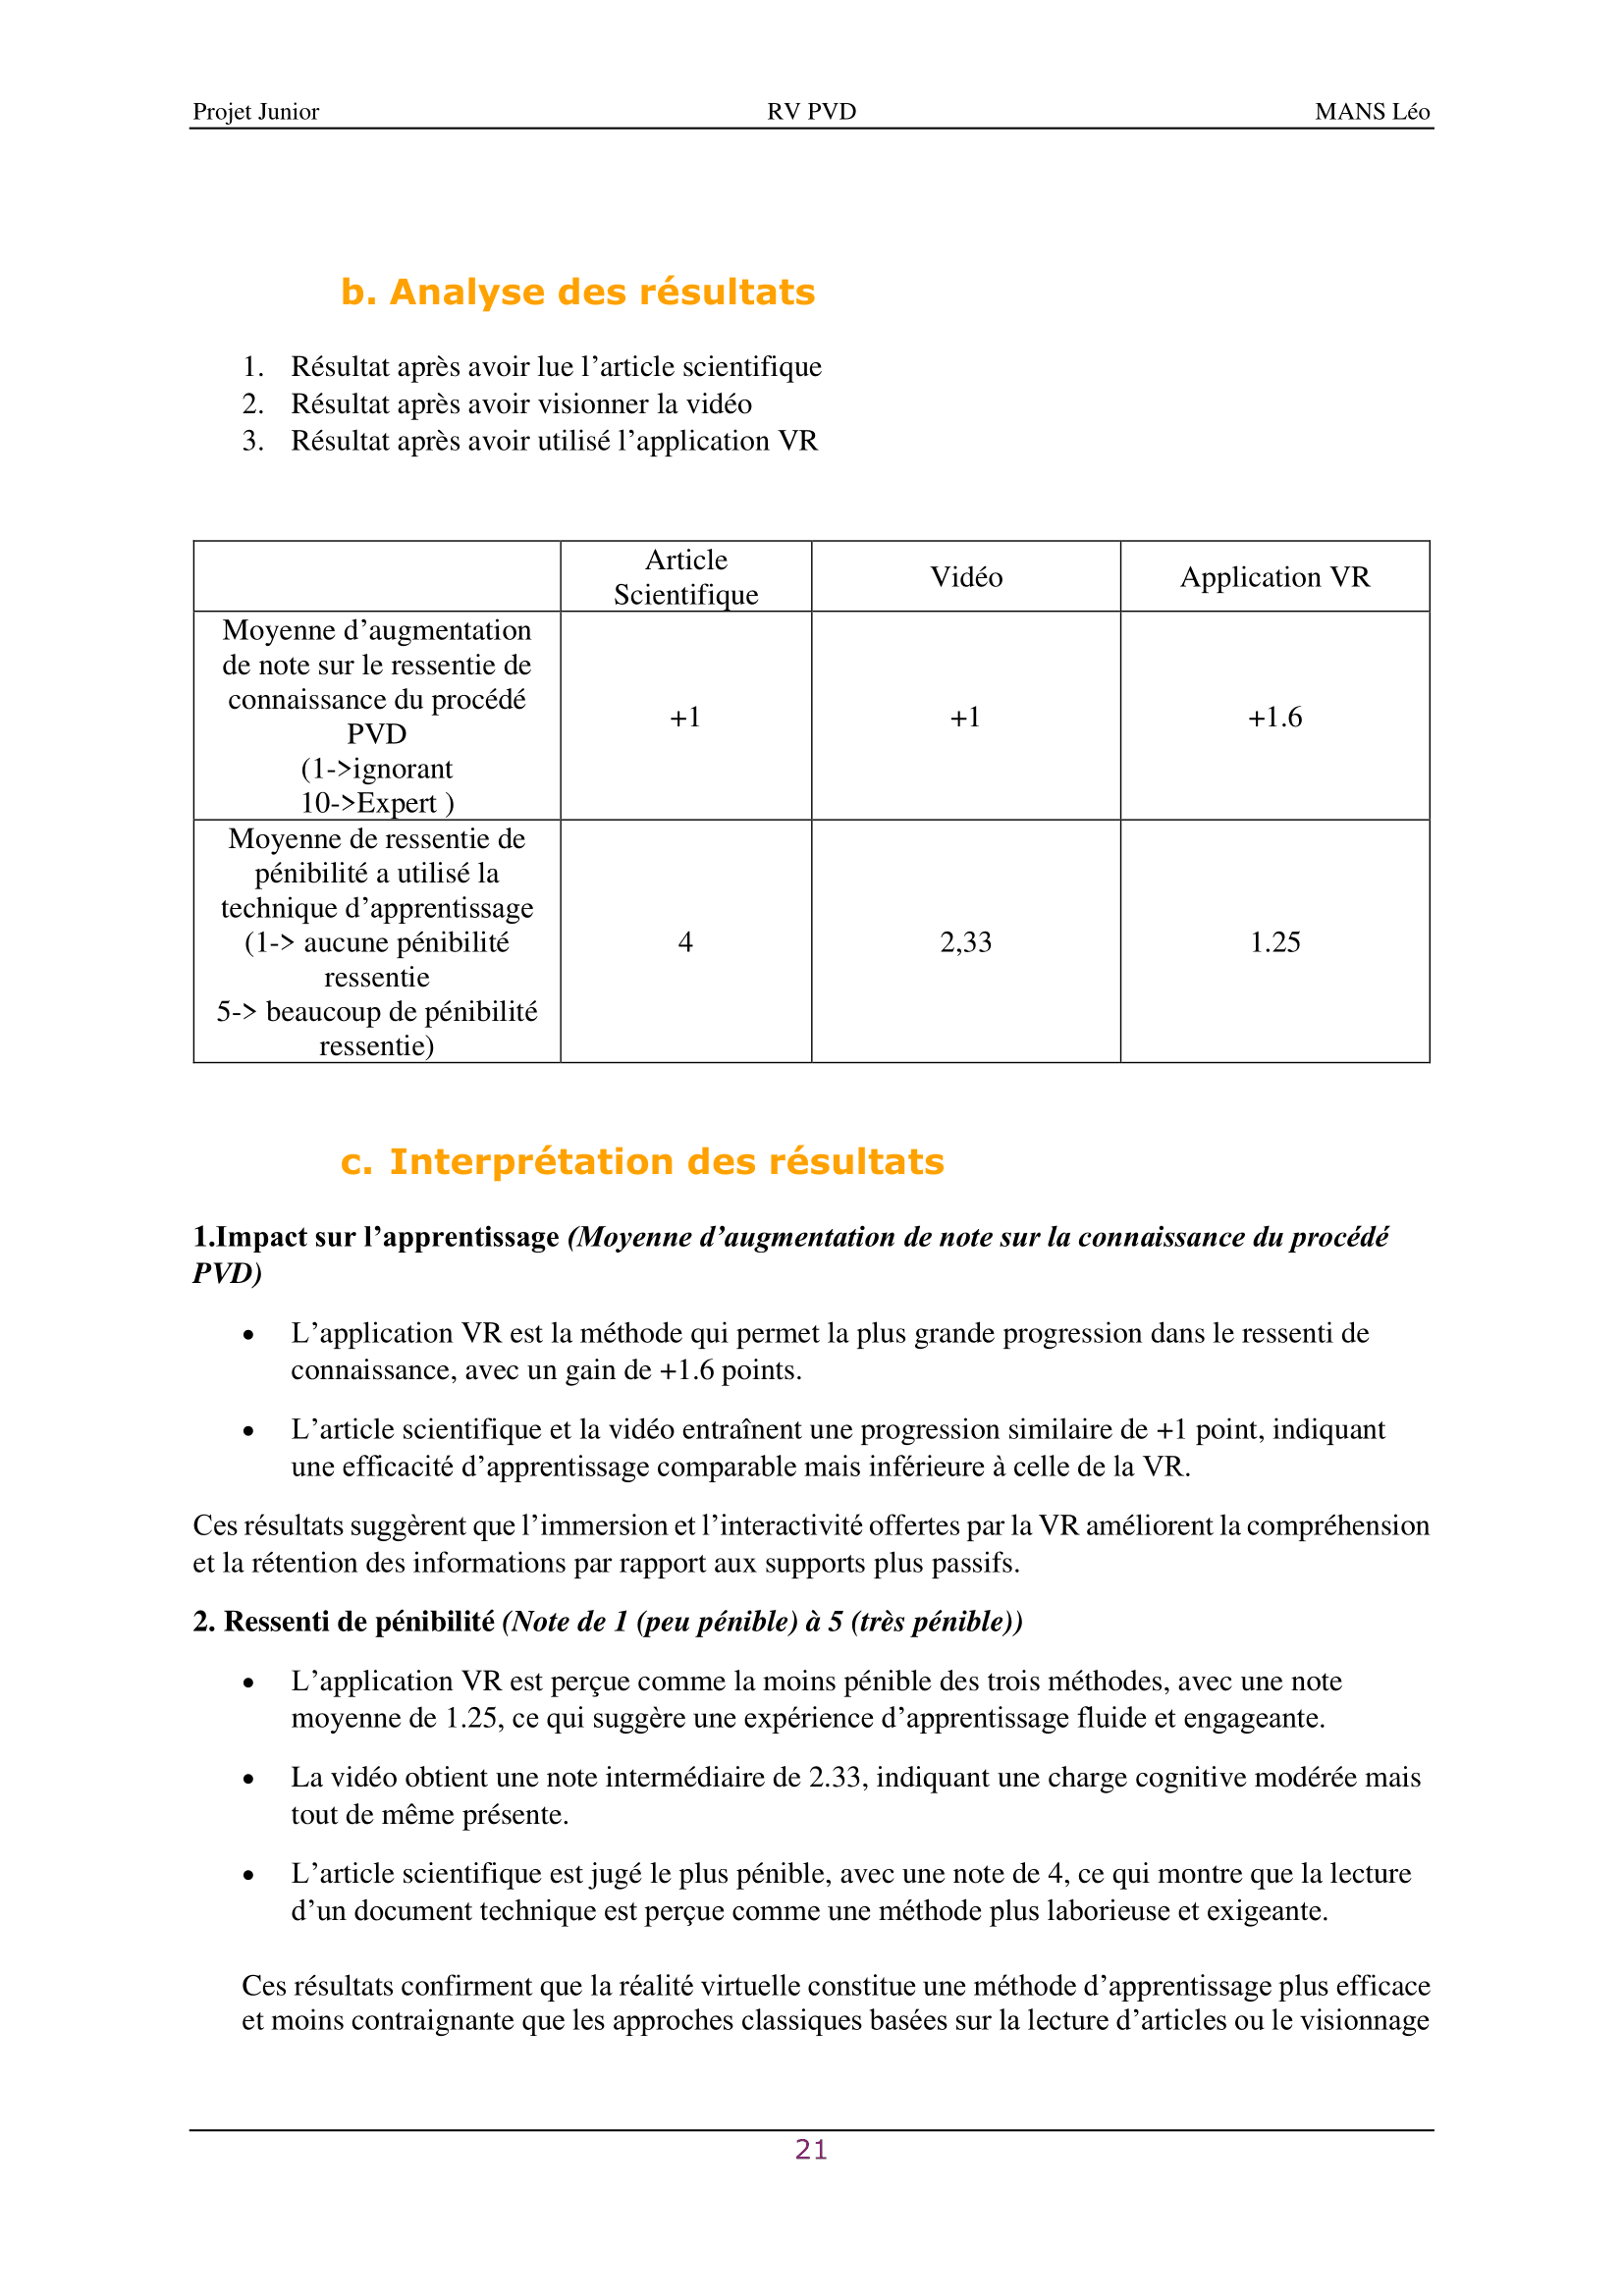 Projet Junior RV PVD MANS Léo
b. Analyse des résultats
1. Résultat après avoir lue l’article scientifique
2. Résultat après avoir visionner la vidéo
3. Résultat après avoir utilisé l’application VR
Article
Scientifique
Vidéo
Application VR
Moyenne d’augmentation
de note sur le ressentie de
connaissance du procédé
PVD
(1->ignorant
10->Expert )
+1
+1
+1.6
Moyenne de ressentie de
pénibilité a utilisé la
technique d’apprentissage
(1-> aucune pénibilité
ressentie
5-> beaucoup de pénibilité
ressentie)
4
2,33
1.25
c. Interprétation des résultats
1.Impact sur l’apprentissage (Moyenne d’augmentation de note sur la connaissance du procédé
PVD)
• L’application VR est la méthode qui permet la plus grande progression dans le ressenti de
connaissance, avec un gain de +1.6 points.
• L’article scientifique et la vidéo entraînent une progression similaire de +1 point, indiquant
une efficacité d’apprentissage comparable mais inférieure à celle de la VR.
Ces résultats suggèrent que l’immersion et l’interactivité offertes par la VR améliorent la compréhension
et la rétention des informations par rapport aux supports plus passifs.
2. Ressenti de pénibilité (Note de 1 (peu pénible) à 5 (très pénible))
• L’application VR est perçue comme la moins pénible des trois méthodes, avec une note
moyenne de 1.25, ce qui suggère une expérience d’apprentissage fluide et engageante.
• La vidéo obtient une note intermédiaire de 2.33, indiquant une charge cognitive modérée mais
tout de même présente.
• L’article scientifique est jugé le plus pénible, avec une note de 4, ce qui montre que la lecture
d’un document technique est perçue comme une méthode plus laborieuse et exigeante.
Ces résultats confirment que la réalité virtuelle constitue une méthode d’apprentissage plus efficace
et moins contraignante que les approches classiques basées sur la lecture d’articles ou le visionnage
21